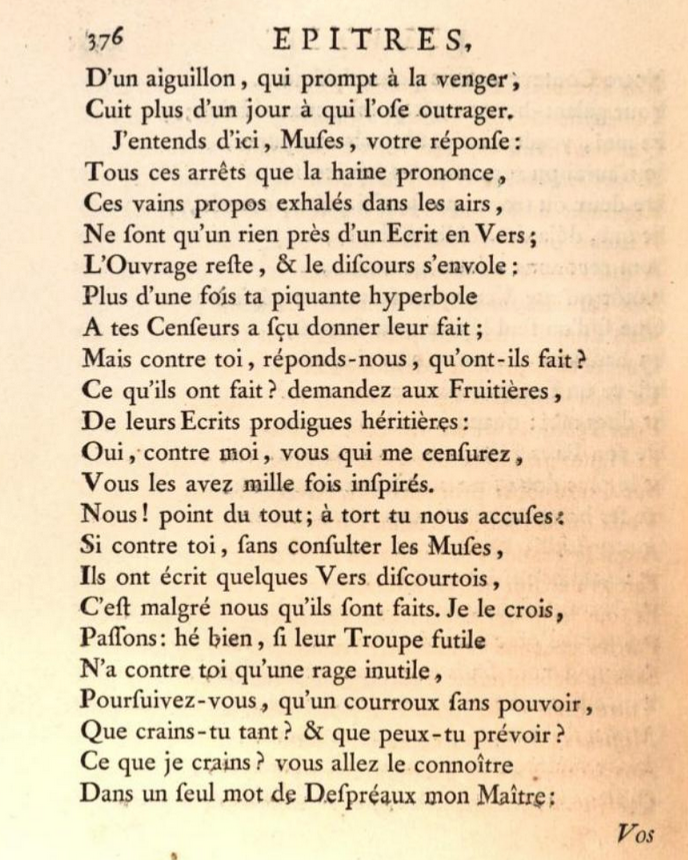 376 EPITRES,
D'un aiguillon, qui prompt à la venger,
Cuit plus d'un jour à qui l'oſe outrager.
J'entends d'ici, Muſes, votre réponſe:
Tous ces arrêts que la haine prononce,
Ces vains propos exhalés dans les airs,
Ne ſont qu'un rien près d'un Ecrit en Vers;
L'Ouvrage reſte, & le diſcours s'envole:
Plus d'une fois ta piquante hyperbole
A tes Cenſeurs a ſçu donner leur fait;
Mais contre toi, réponds-nous, qu'ont-ils fait?
Ce qu'ils ont fait? demandez aux Fruitières,
De leurs Ecrits prodigues héritières:
Oui, contre moi, vous qui me cenſurez,
Vous les avez mille fois inſpirés.
Nous! point du tout; à tort tu nous accuſes:
Si contre toi, ſans conſulter les Muſes,
Ils ont écrit quelques Vers diſcourtois,
C'eſt malgré nous qu'ils ſont faits. Je le crois,
Paſſons: hé bien, ſi leur Troupe futile
N'a contre toi qu'une rage inutile,
Pourſuivez-vous, qu'un courroux ſans pouvoir,
Que crains-tu tant? & que peux-tu prévoir?
Ce que je crains? vous allez le connoître
Dans un ſeul mot de Deſpréaux mon Maître:
Vos